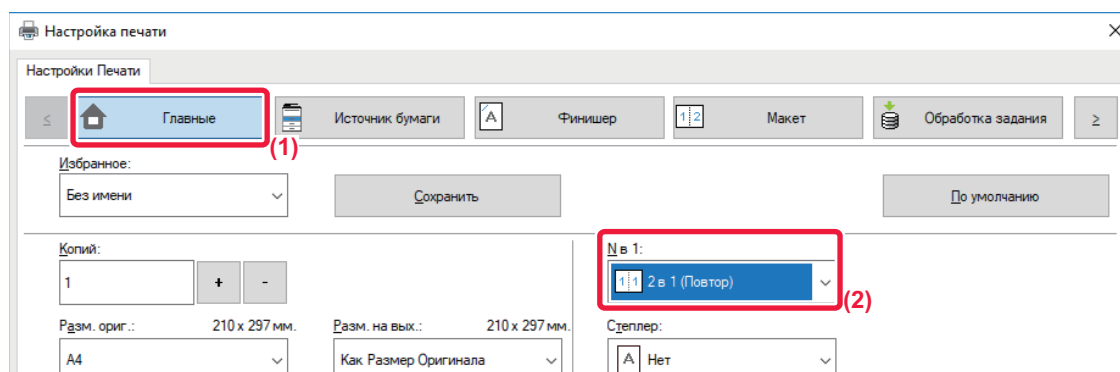 Настройка печати
Настройки Печати
< Главные Источник бумаги A Финишер 1 2 Макет Обработка задания >
(1)
Избранное:
Без имени Сохранить По умолчанию
Копий: N в 1:
1 + - 1 1 2 в 1 (Повтор)
(2)
Разм. ориг.: 210 x 297 мм. Разм. на вых.: 210 x 297 мм. Степлер:
A4 Как Размер Оригинала A Нет